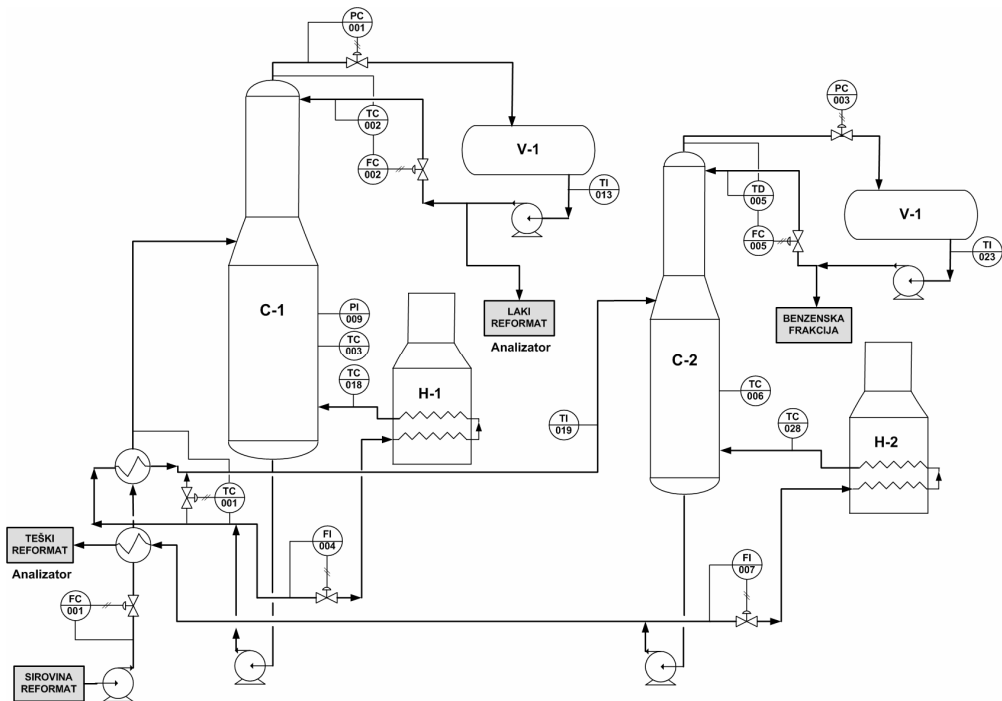 PC
001
TC
002
FC
002
V-1
TI
013
C-1
PI
009
TC
003
TC
018
H-1
LAKI
REFORMAT
Analizator
PC
003
TD
005
FC
005
V-1
TI
023
BENZENSKA
FRAKCIJA
C-2
TC
006
TC
028
H-2
TI
019
TC
001
TEŠKI
REFORMAT
Analizator
FI
004
FI
007
FC
001
SIROVINA
REFORMAT